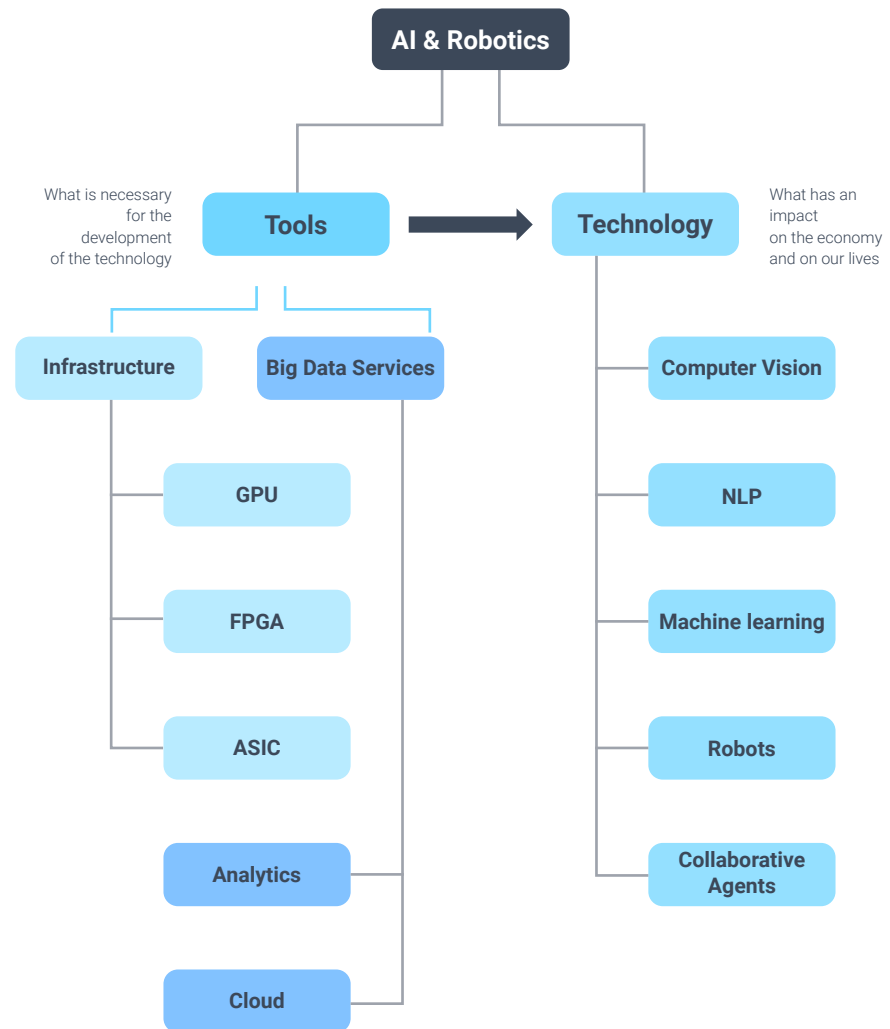 AI & Robotics
What is necessary
for the
development
of the technology
Tools
Technology
What has an
impact
on the economy
and on our lives
Infrastructure
Big Data Services
Computer Vision
GPU
NLP
FPGA
Machine learning
ASIC
Robots
Analytics
Collaborative
Agents
Cloud